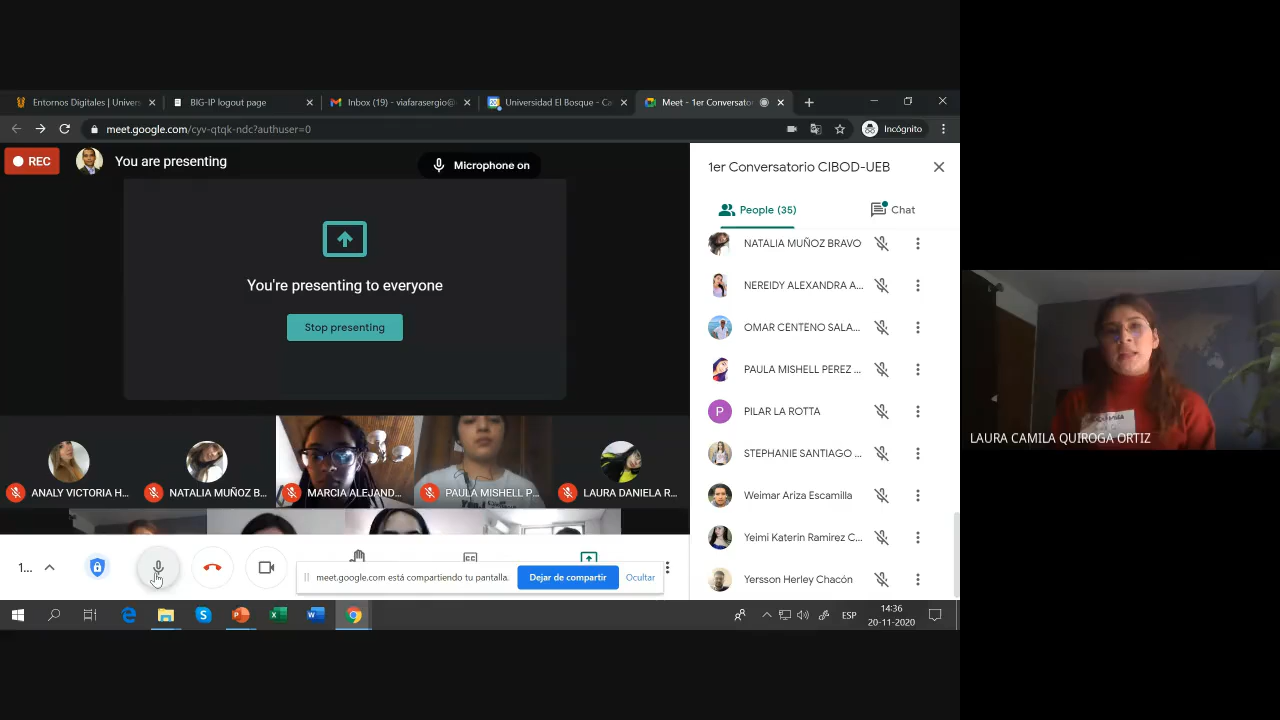 Entornos Digitales | Univers
BIG-IP logout page
Inbox (19) - viafarasergio@
Universidad El Bosque - Ca
Meet - 1er Conversato
meet.google.com/cyv-qtqk-ndc?authuser=0
Incógnito
REC
You are presenting
Microphone on
1er Conversatorio CIBOD-UEB
People (35)
Chat
You're presenting to everyone
Stop presenting
NATALIA MUÑOZ BRAVO
NEREIDY ALEXANDRA A...
OMAR CENTENO SALA...
PAULA MISHELL PEREZ ...
P
PILAR LA ROTTA
STEPHANIE SANTIAGO ...
Weimar Ariza Escamilla
Yeimi Katerin Ramirez C...
Yersson Herley Chacón
ANALY VICTORIA H...
NATALIA MUÑOZ B...
MARCIA ALEJAND...
PAULA MISHELL P...
LAURA DANIELA R...
1...
meet.google.com está compartiendo tu pantalla.
Dejar de compartir
Ocultar
ESP
14:36
20-11-2020
LAURA CAMILA QUIROGA ORTIZ